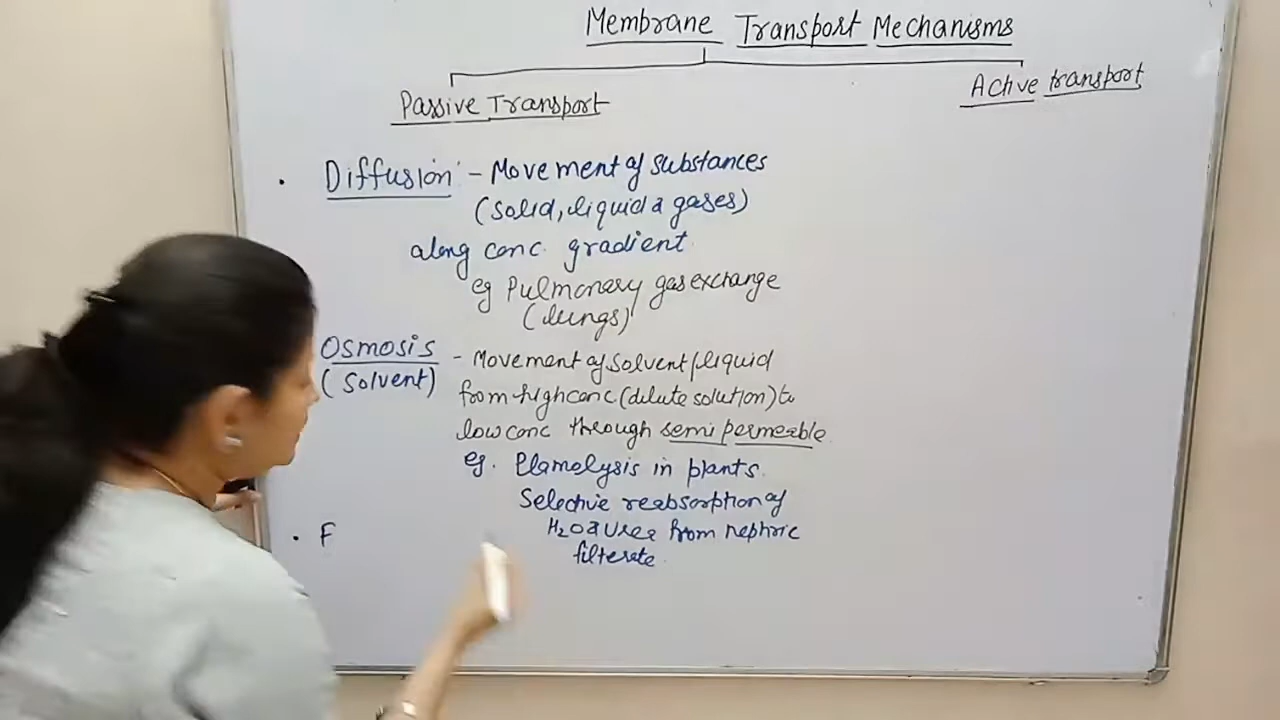 Membrane Transport Mechanisms
Passive Transport
Active transport
. Diffusion - Movement of substances
(solid, liquid & gases)
along conc. gradient
eg Pulmonary gas exchange
(lungs)
Osmosis - Movement of solvent/liquid
(Solvent)
from high conc (dilute solution) to
low conc through semi permeable
eg. Plamolysis in plants.
Selective reabsorption of
H₂O & Urea from nephric
filterate
. F